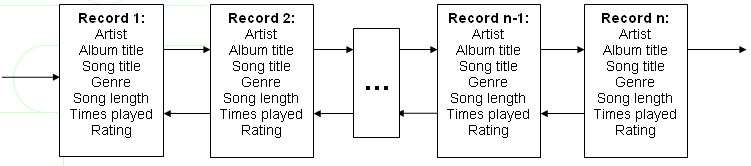 Record 1:
Artist
Album title
Song title
Genre
Song length
Times played
Rating
Record 2:
Artist
Album title
Song title
Genre
Song length
Times played
Rating
...
Record n-1:
Artist
Album title
Song title
Genre
Song length
Times played
Rating
Record n:
Artist
Album title
Song title
Genre
Song length
Times played
Rating